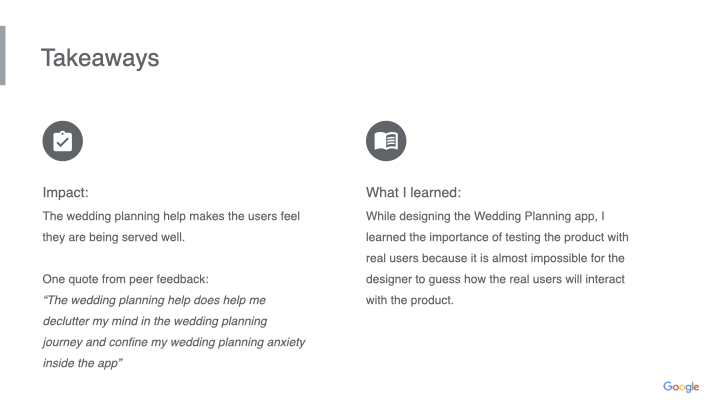 Takeaways
Impact:
The wedding planning help makes the users feel
they are being served well.
One quote from peer feedback:
“The wedding planning help does help me
declutter my mind in the wedding planning
journey and confine my wedding planning anxiety
inside the app”
What I learned:
While designing the Wedding Planning app, I
learned the importance of testing the product with
real users because it is almost impossible for the
designer to guess how the real users will interact
with the product.
Google